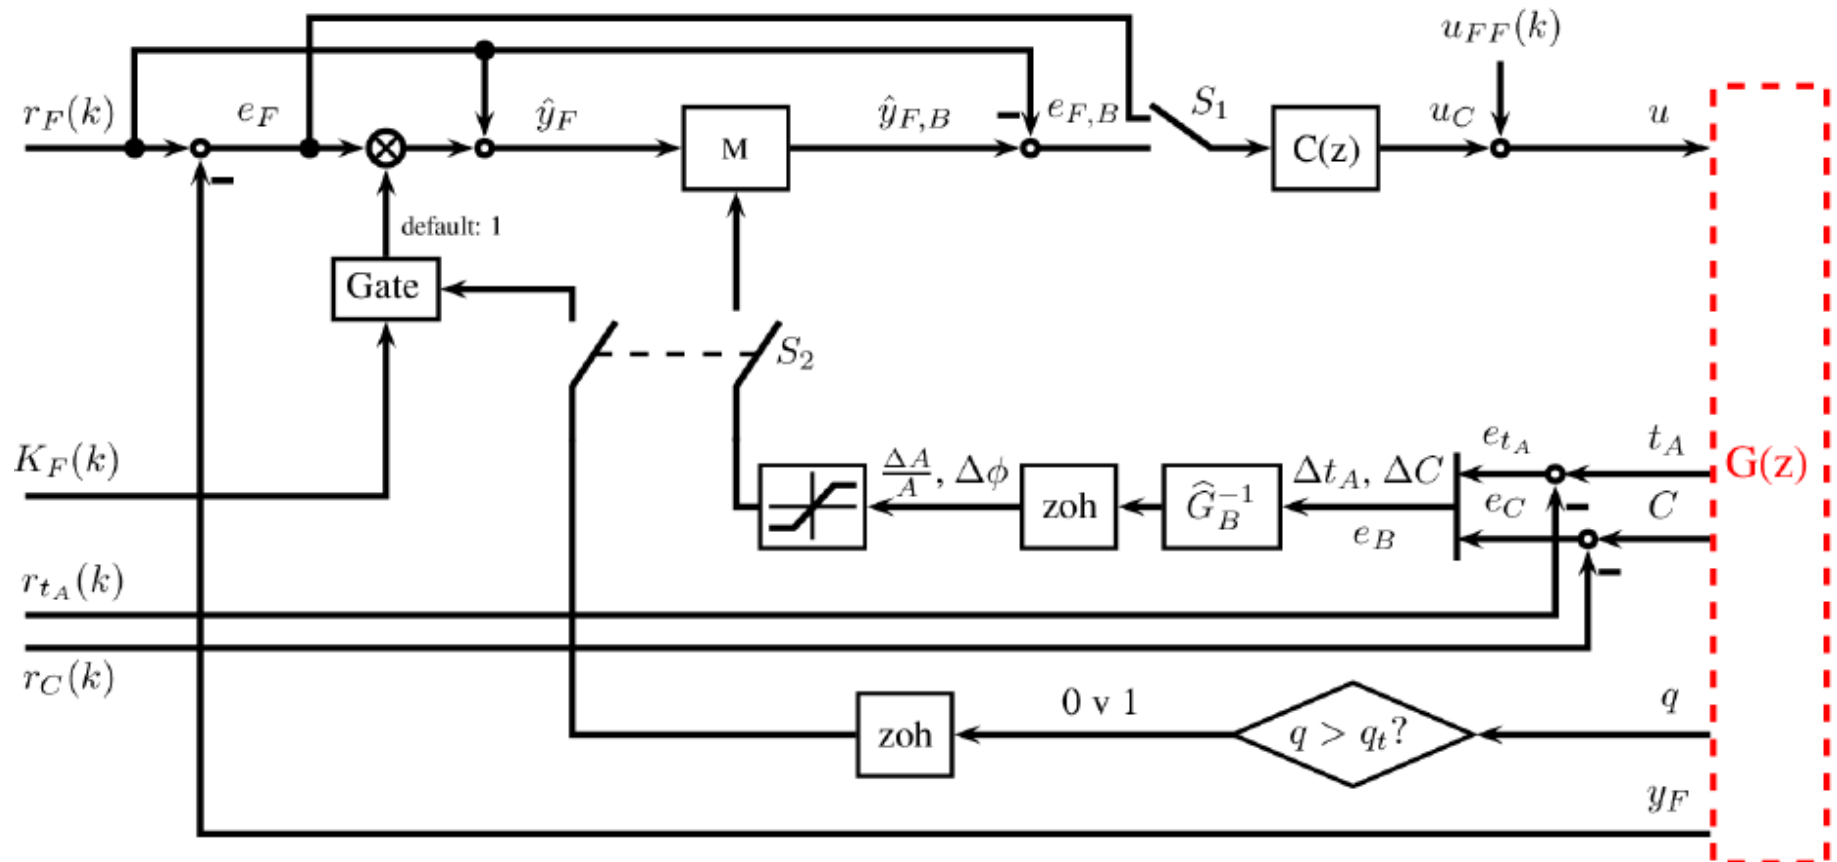 u_{FF}(k)
r_F(k)
e_F
ŷ_F
ŷ_{F,B}
e_{F,B}
S_1
u_C
u
M
C(z)
default: 1
Gate
S_2
K_F(k)
ΔA/A, Δφ
zoh
Ĝ_B^{-1}
Δt_A, ΔC
e_B
e_{t_A}
e_C
t_A
C
G(z)
r_{t_A}(k)
r_C(k)
zoh
0 v 1
q > q_t?
q
y_F